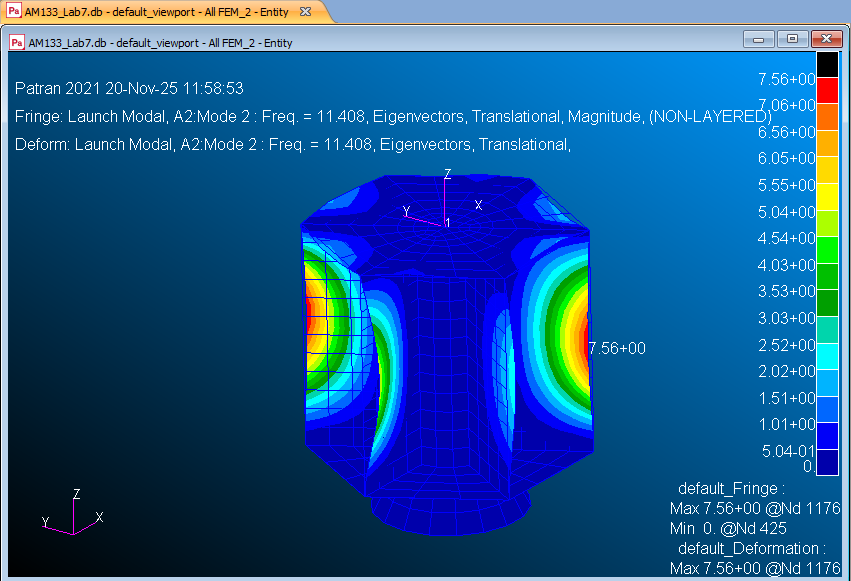 Pa AM133_Lab7.db - default_viewport - All FEM_2 - Entity
Pa AM133_Lab7.db - default_viewport - All FEM_2 - Entity
Patran 2021 20-Nov-25 11:58:53
Fringe: Launch Modal, A2:Mode 2 : Freq. = 11.408, Eigenvectors, Translational, Magnitude, (NON-LAYERED)
Deform: Launch Modal, A2:Mode 2 : Freq. = 11.408, Eigenvectors, Translational,
7.56+00
7.06+00
6.56+00
6.05+00
5.55+00
5.04+00
4.54+00
4.03+00
3.53+00
3.03+00
2.52+00
2.02+00
1.51+00
1.01+00
5.04-01
0.
Z
Y
X
1
7.56+00
Z
Y
X
default_Fringe :
Max 7.56+00 @Nd 1176
Min 0. @Nd 425
default_Deformation :
Max 7.56+00 @Nd 1176